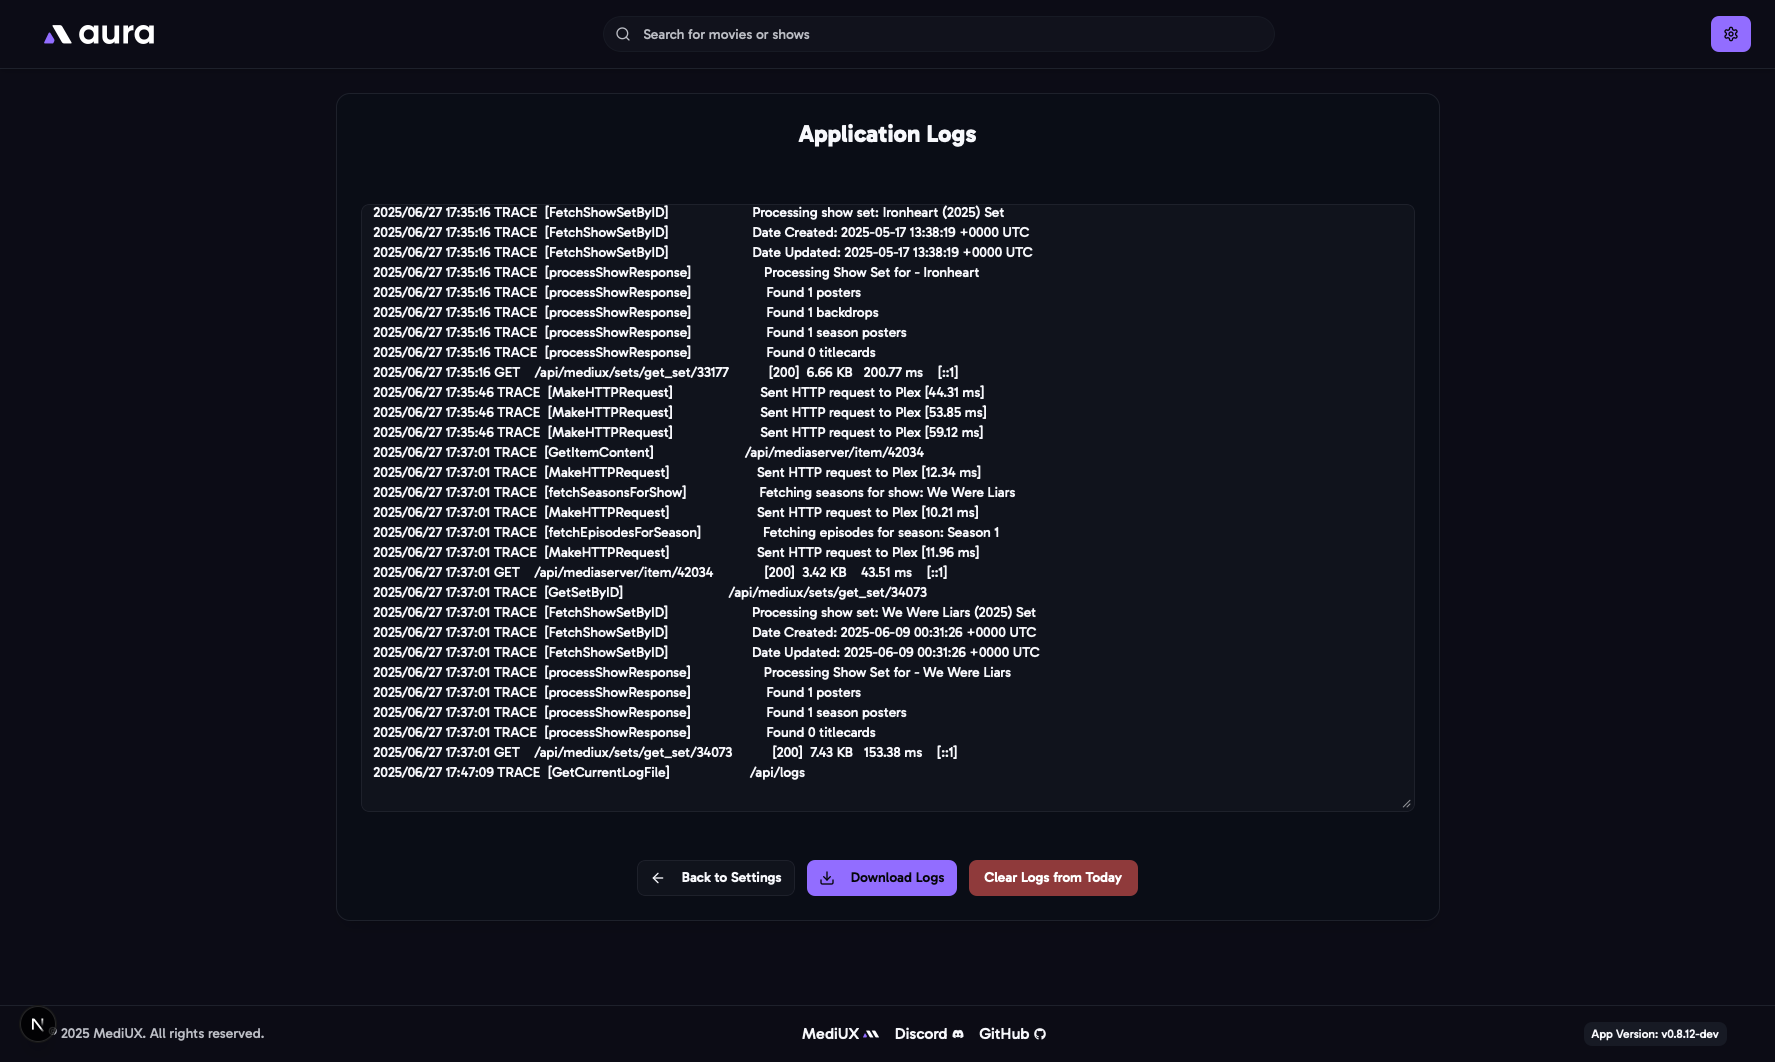 aura
Search for movies or shows
Application Logs
2025/06/27 17:35:16 TRACE [FetchShowSetByID] Processing show set: Ironheart (2025) Set
2025/06/27 17:35:16 TRACE [FetchShowSetByID] Date Created: 2025-05-17 13:38:19 +0000 UTC
2025/06/27 17:35:16 TRACE [FetchShowSetByID] Date Updated: 2025-05-17 13:38:19 +0000 UTC
2025/06/27 17:35:16 TRACE [processShowResponse] Processing Show Set for - Ironheart
2025/06/27 17:35:16 TRACE [processShowResponse] Found 1 posters
2025/06/27 17:35:16 TRACE [processShowResponse] Found 1 backdrops
2025/06/27 17:35:16 TRACE [processShowResponse] Found 1 season posters
2025/06/27 17:35:16 TRACE [processShowResponse] Found 0 titlecards
2025/06/27 17:35:16 GET /api/mediux/sets/get_set/33177 [200] 6.66 KB 200.77 ms [::1]
2025/06/27 17:35:46 TRACE [MakeHTTPRequest] Sent HTTP request to Plex [44.31 ms]
2025/06/27 17:35:46 TRACE [MakeHTTPRequest] Sent HTTP request to Plex [53.85 ms]
2025/06/27 17:35:46 TRACE [MakeHTTPRequest] Sent HTTP request to Plex [59.12 ms]
2025/06/27 17:37:01 TRACE [GetItemContent] /api/mediaserver/item/42034
2025/06/27 17:37:01 TRACE [MakeHTTPRequest] Sent HTTP request to Plex [12.34 ms]
2025/06/27 17:37:01 TRACE [fetchSeasonsForShow] Fetching seasons for show: We Were Liars
2025/06/27 17:37:01 TRACE [MakeHTTPRequest] Sent HTTP request to Plex [10.21 ms]
2025/06/27 17:37:01 TRACE [fetchEpisodesForSeason] Fetching episodes for season: Season 1
2025/06/27 17:37:01 TRACE [MakeHTTPRequest] Sent HTTP request to Plex [11.96 ms]
2025/06/27 17:37:01 GET /api/mediaserver/item/42034 [200] 3.42 KB 43.51 ms [::1]
2025/06/27 17:37:01 TRACE [GetSetByID] /api/mediux/sets/get_set/34073
2025/06/27 17:37:01 TRACE [FetchShowSetByID] Processing show set: We Were Liars (2025) Set
2025/06/27 17:37:01 TRACE [FetchShowSetByID] Date Created: 2025-06-09 00:31:26 +0000 UTC
2025/06/27 17:37:01 TRACE [FetchShowSetByID] Date Updated: 2025-06-09 00:31:26 +0000 UTC
2025/06/27 17:37:01 TRACE [processShowResponse] Processing Show Set for - We Were Liars
2025/06/27 17:37:01 TRACE [processShowResponse] Found 1 posters
2025/06/27 17:37:01 TRACE [processShowResponse] Found 1 season posters
2025/06/27 17:37:01 TRACE [processShowResponse] Found 0 titlecards
2025/06/27 17:37:01 GET /api/mediux/sets/get_set/34073 [200] 7.43 KB 153.38 ms [::1]
2025/06/27 17:47:09 TRACE [GetCurrentLogFile] /api/logs
Back to Settings Download Logs Clear Logs from Today
N © 2025 MediUX. All rights reserved. MediUX Discord GitHub App Version: v0.8.12-dev